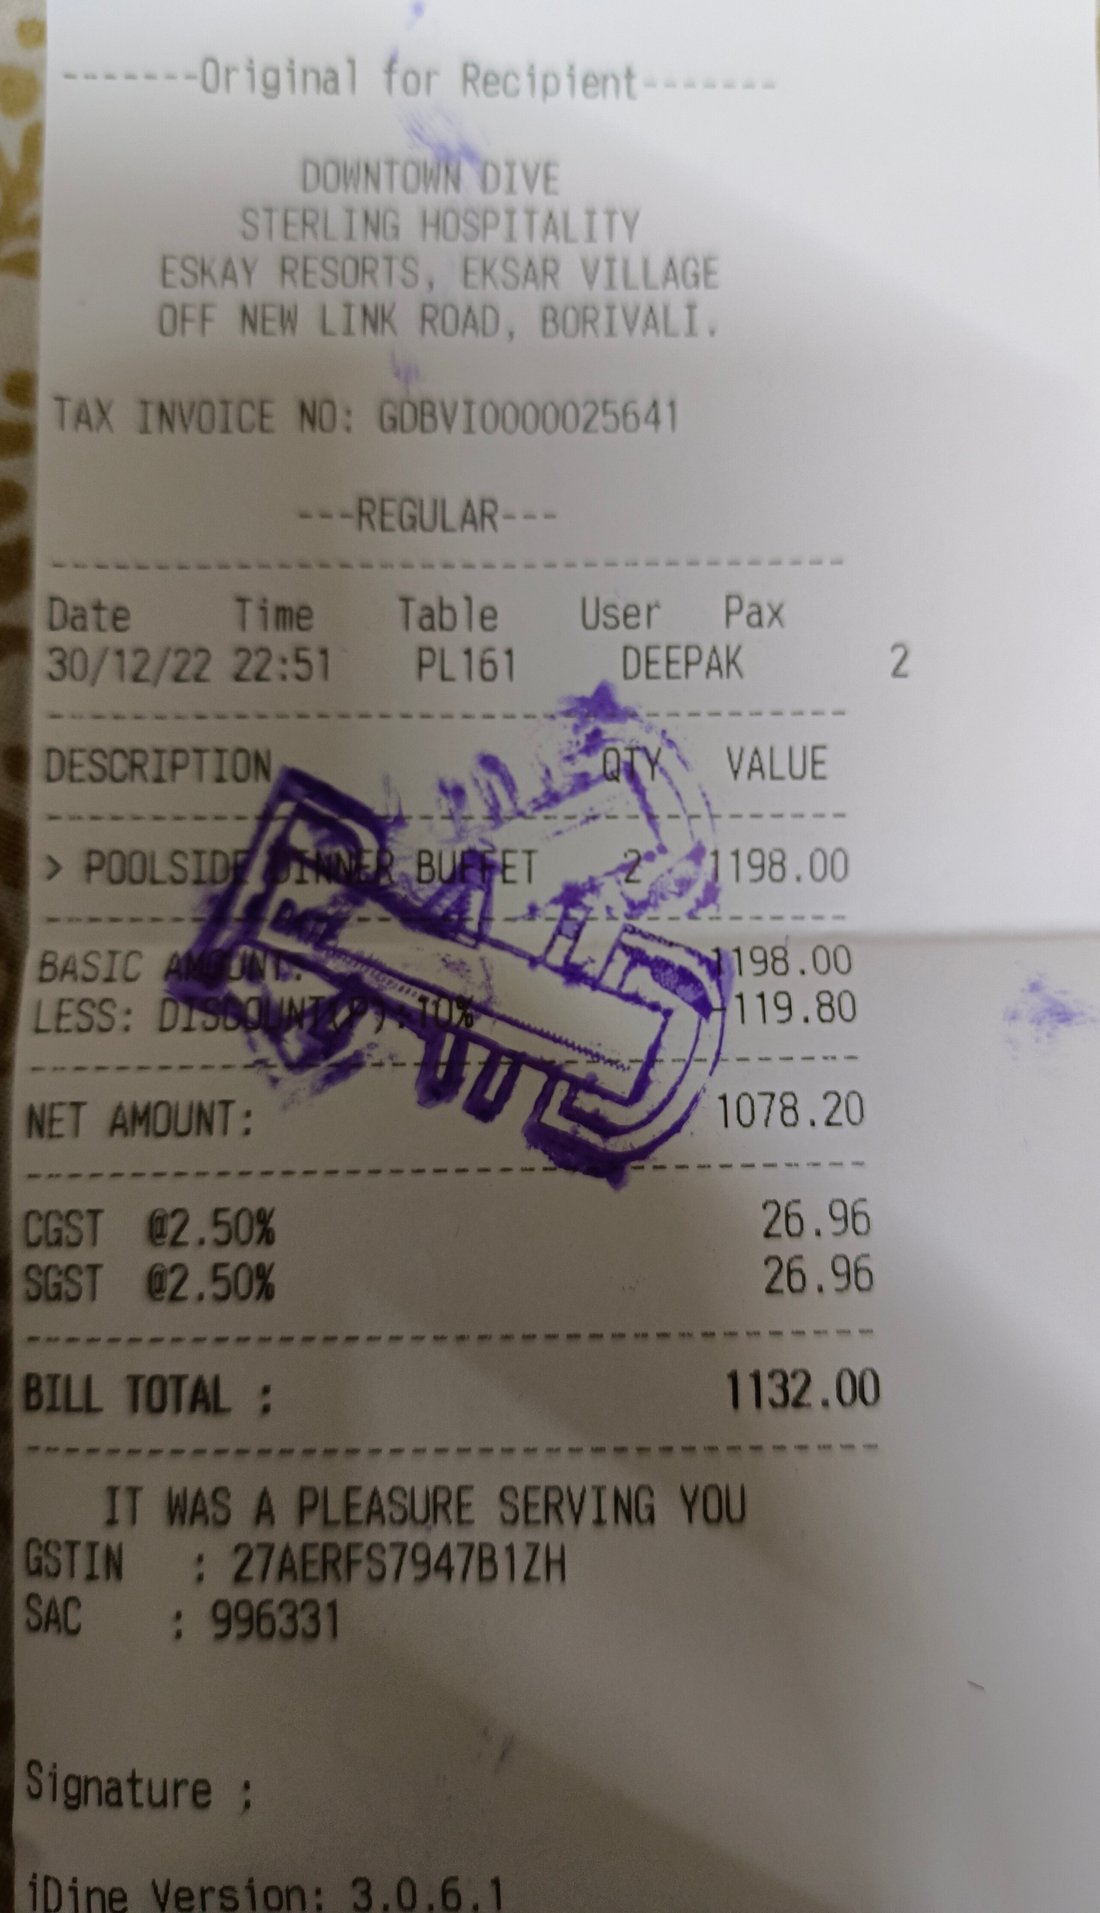 -------Original for Recipient-------
DOWNTOWN DIVE
STERLING HOSPITALITY
ESKAY RESORTS, EKSAR VILLAGE
OFF NEW LINK ROAD, BORIVALI.
TAX INVOICE NO: GDBVI0000025641
---REGULAR---
Date Time Table User Pax
30/12/22 22:51 PL161 DEEPAK 2
DESCRIPTION QTY VALUE
> POOLSIDE DINNER BUFFET 2 1198.00
DATE
BASIC AMOUNT: 1198.00
LESS: DISCOUNT(P):10% -119.80
NET AMOUNT: 1078.20
CGST @2.50% 26.96
SGST @2.50% 26.96
BILL TOTAL : 1132.00
IT WAS A PLEASURE SERVING YOU
GSTIN : 27AERFS7947B1ZH
SAC : 996331
Signature :
iDine Version: 3.0.6.1